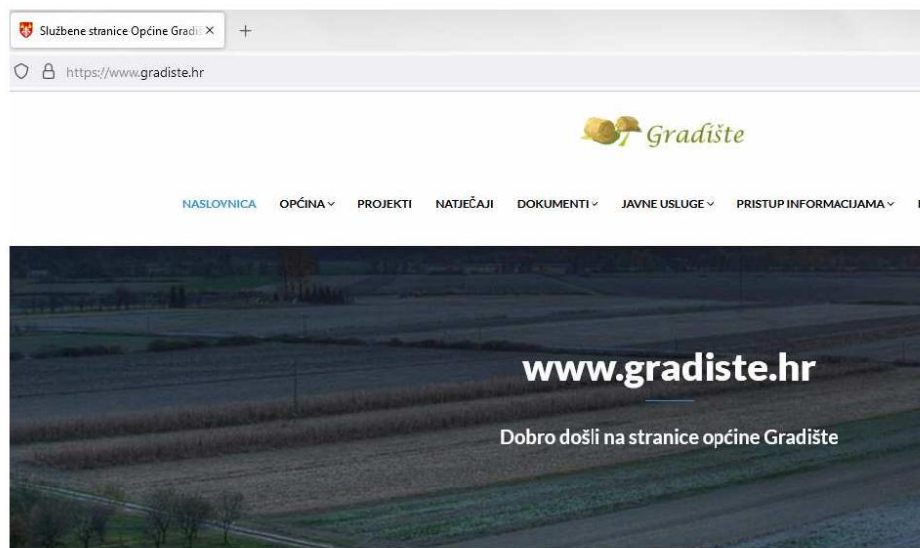 Službene stranice Općine Gradiš
https://www.gradiste.hr
Gradište
NASLOVNICA OPĆINA PROJEKTI NATJEČAJI DOKUMENTI JAVNE USLUGE PRISTUP INFORMACIJAMA
www.gradiste.hr
Dobro došli na stranice općine Gradište